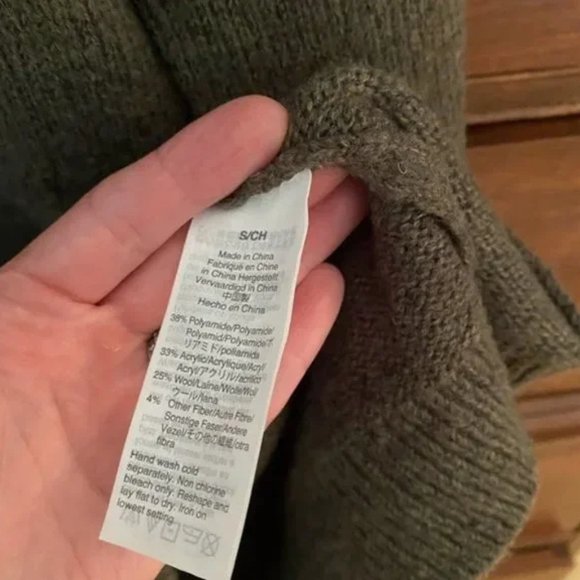 S/CH
Made in China
Fabriqué en Chine
in China Hergestellt
Vervaardigd in China
中国製
Hecho en China
38% Polyamide/Polyamide/
Polyamid/Polyamide/ポ
リアミド/poliamida
33% Acrylic/Acrylique/Acryl/
Acryl/アクリル/acrílico
25% Wool/Laine/Wolle/Wol/
ウール/lana
4% Other Fiber/Autre Fibre/
Sonstige Faser/Andere
Vezel/その他の繊維/otra
fibra
Hand wash cold
separately. Non chlorine
bleach only. Reshape and
lay flat to dry. Iron on
lowest setting.